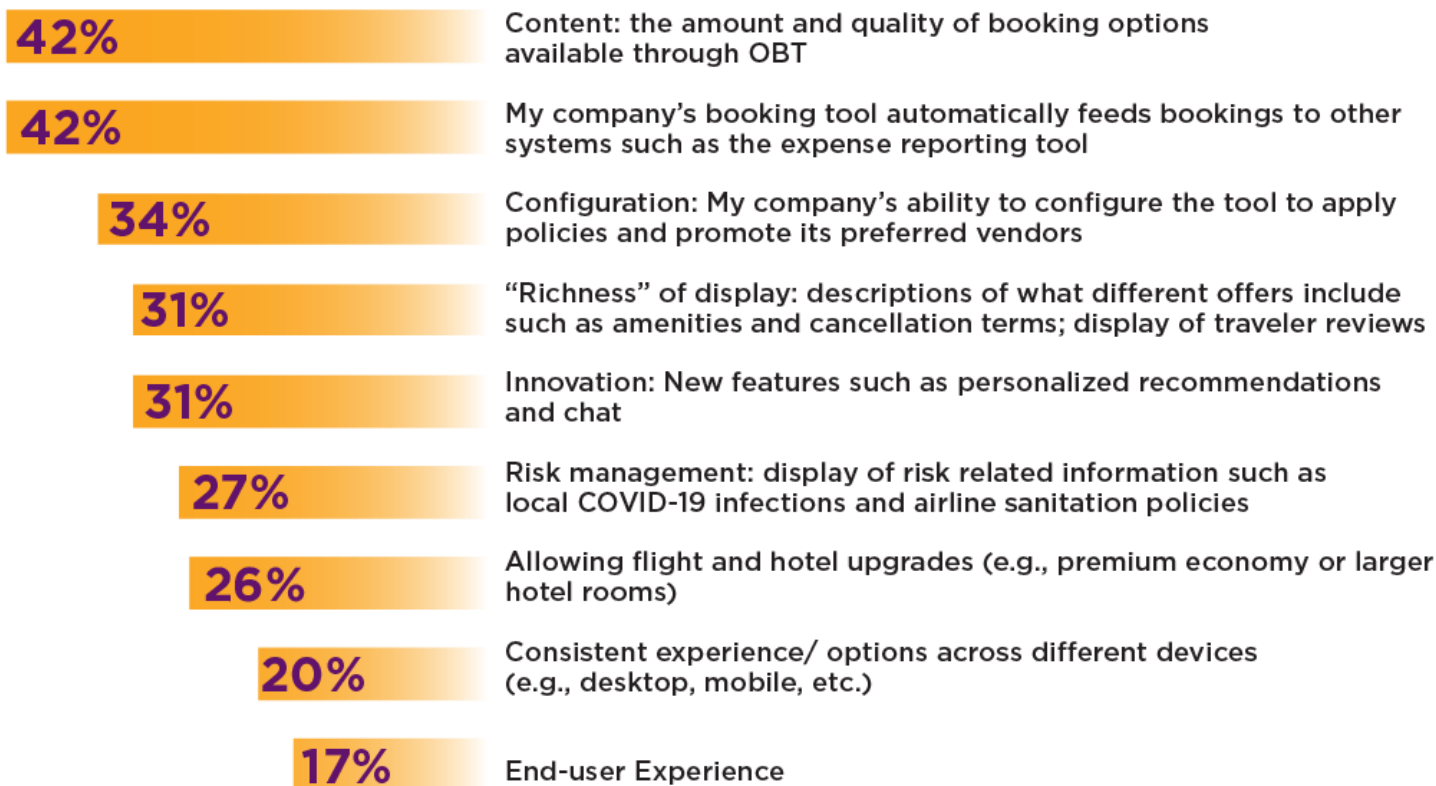 42%
Content: the amount and quality of booking options
available through OBT
42%
My company’s booking tool automatically feeds bookings to other
systems such as the expense reporting tool
34%
Configuration: My company’s ability to configure the tool to apply
policies and promote its preferred vendors
31%
“Richness” of display: descriptions of what different offers include
such as amenities and cancellation terms; display of traveler reviews
31%
Innovation: New features such as personalized recommendations
and chat
27%
Risk management: display of risk related information such as
local COVID-19 infections and airline sanitation policies
26%
Allowing flight and hotel upgrades (e.g., premium economy or larger
hotel rooms)
20%
Consistent experience/ options across different devices
(e.g., desktop, mobile, etc.)
17%
End-user Experience